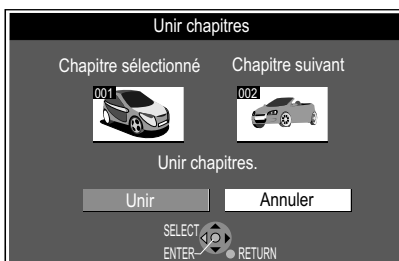 Unir chapitres
Chapitre sélectionné Chapitre suivant
001 002
Unir chapitres.
Unir Annuler
SELECT
ENTER RETURN